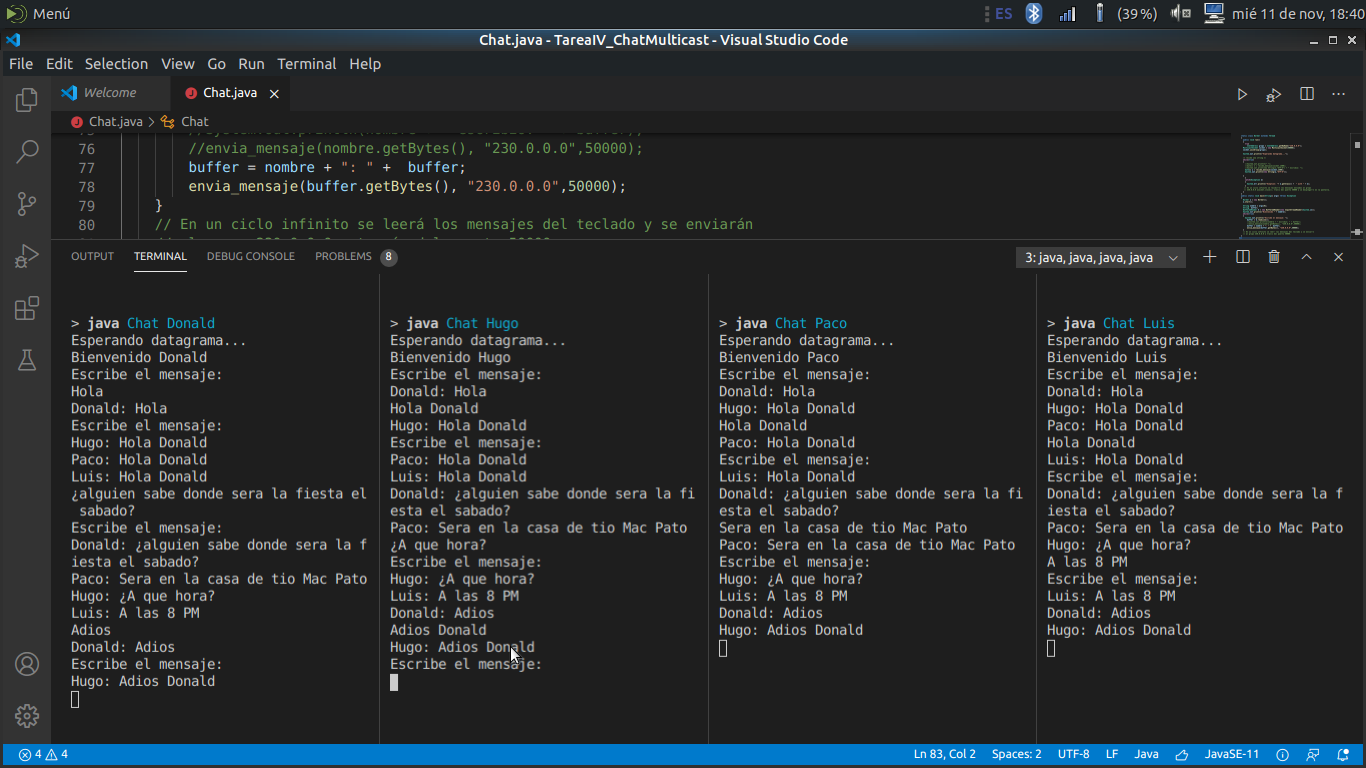 Menú
ES
(39%)
mié 11 de nov, 18:40
Chat.java - TareaIV_ChatMulticast - Visual Studio Code
File Edit Selection View Go Run Terminal Help
Welcome
Chat.java
Chat.java > Chat
76 //envia_mensaje(nombre.getBytes(), "230.0.0.0",50000);
77 buffer = nombre + ": " +  buffer;
78 envia_mensaje(buffer.getBytes(), "230.0.0.0",50000);
79 }
80 // En un ciclo infinito se leerá los mensajes del teclado y se enviarán
OUTPUT TERMINAL DEBUG CONSOLE PROBLEMS 8
3: java, java, java, java
> java Chat Donald
Esperando datagrama...
Bienvenido Donald
Escribe el mensaje:
Hola
Donald: Hola
Escribe el mensaje:
Hugo: Hola Donald
Paco: Hola Donald
Luis: Hola Donald
¿alguien sabe donde sera la fiesta el
sabado?
Escribe el mensaje:
Donald: ¿alguien sabe donde sera la f
iesta el sabado?
Paco: Sera en la casa de tio Mac Pato
Hugo: ¿A que hora?
Luis: A las 8 PM
Adios
Donald: Adios
Escribe el mensaje:
Hugo: Adios Donald
> java Chat Hugo
Esperando datagrama...
Bienvenido Hugo
Escribe el mensaje:
Donald: Hola
Hola Donald
Hugo: Hola Donald
Escribe el mensaje:
Paco: Hola Donald
Luis: Hola Donald
Donald: ¿alguien sabe donde sera la fi
esta el sabado?
Paco: Sera en la casa de tio Mac Pato
¿A que hora?
Escribe el mensaje:
Hugo: ¿A que hora?
Luis: A las 8 PM
Donald: Adios
Adios Donald
Hugo: Adios Donald
Escribe el mensaje:
> java Chat Paco
Esperando datagrama...
Bienvenido Paco
Escribe el mensaje:
Donald: Hola
Hugo: Hola Donald
Hola Donald
Paco: Hola Donald
Escribe el mensaje:
Luis: Hola Donald
Donald: ¿alguien sabe donde sera la fi
esta el sabado?
Sera en la casa de tio Mac Pato
Paco: Sera en la casa de tio Mac Pato
Escribe el mensaje:
Hugo: ¿A que hora?
Luis: A las 8 PM
Donald: Adios
Hugo: Adios Donald
> java Chat Luis
Esperando datagrama...
Bienvenido Luis
Escribe el mensaje:
Donald: Hola
Hugo: Hola Donald
Paco: Hola Donald
Hola Donald
Luis: Hola Donald
Escribe el mensaje:
Donald: ¿alguien sabe donde sera la f
iesta el sabado?
Paco: Sera en la casa de tio Mac Pato
Hugo: ¿A que hora?
A las 8 PM
Escribe el mensaje:
Luis: A las 8 PM
Donald: Adios
Hugo: Adios Donald
4 4
Ln 83, Col 2 Spaces: 2 UTF-8 LF Java JavaSE-11